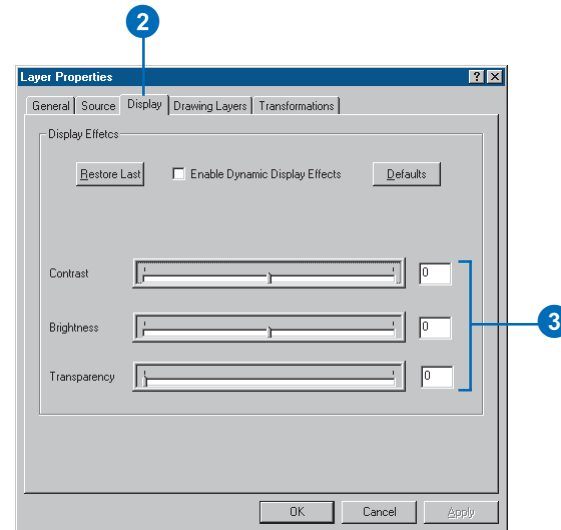 2
Layer Properties
General Source Display Drawing Layers Transformations
Display Effetcs
Restore Last Enable Dynamic Display Effects Defaults
Contrast 0
Brightness 0
3
Transparency 0
OK Cancel Apply